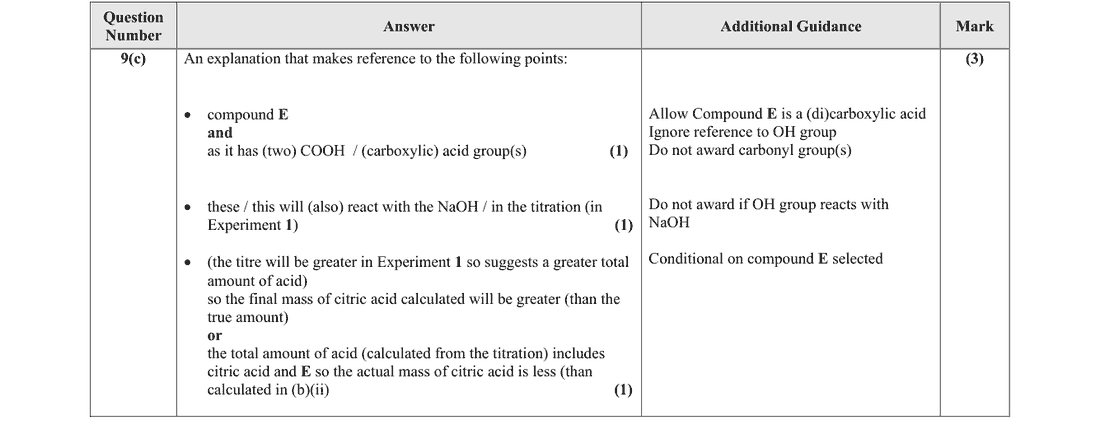 Question Number Answer Additional Guidance Mark
9(c) An explanation that makes reference to the following points: (3)
• compound E Allow Compound E is a (di)carboxylic acid
and Ignore reference to OH group
as it has (two) COOH / (carboxylic) acid group(s) (1) Do not award carbonyl group(s)
• these / this will (also) react with the NaOH / in the titration (in Do not award if OH group reacts with
Experiment 1) (1) NaOH
• (the titre will be greater in Experiment 1 so suggests a greater total Conditional on compound E selected
amount of acid)
so the final mass of citric acid calculated will be greater (than the
true amount)
or
the total amount of acid (calculated from the titration) includes
citric acid and E so the actual mass of citric acid is less (than
calculated in (b)(ii) (1)